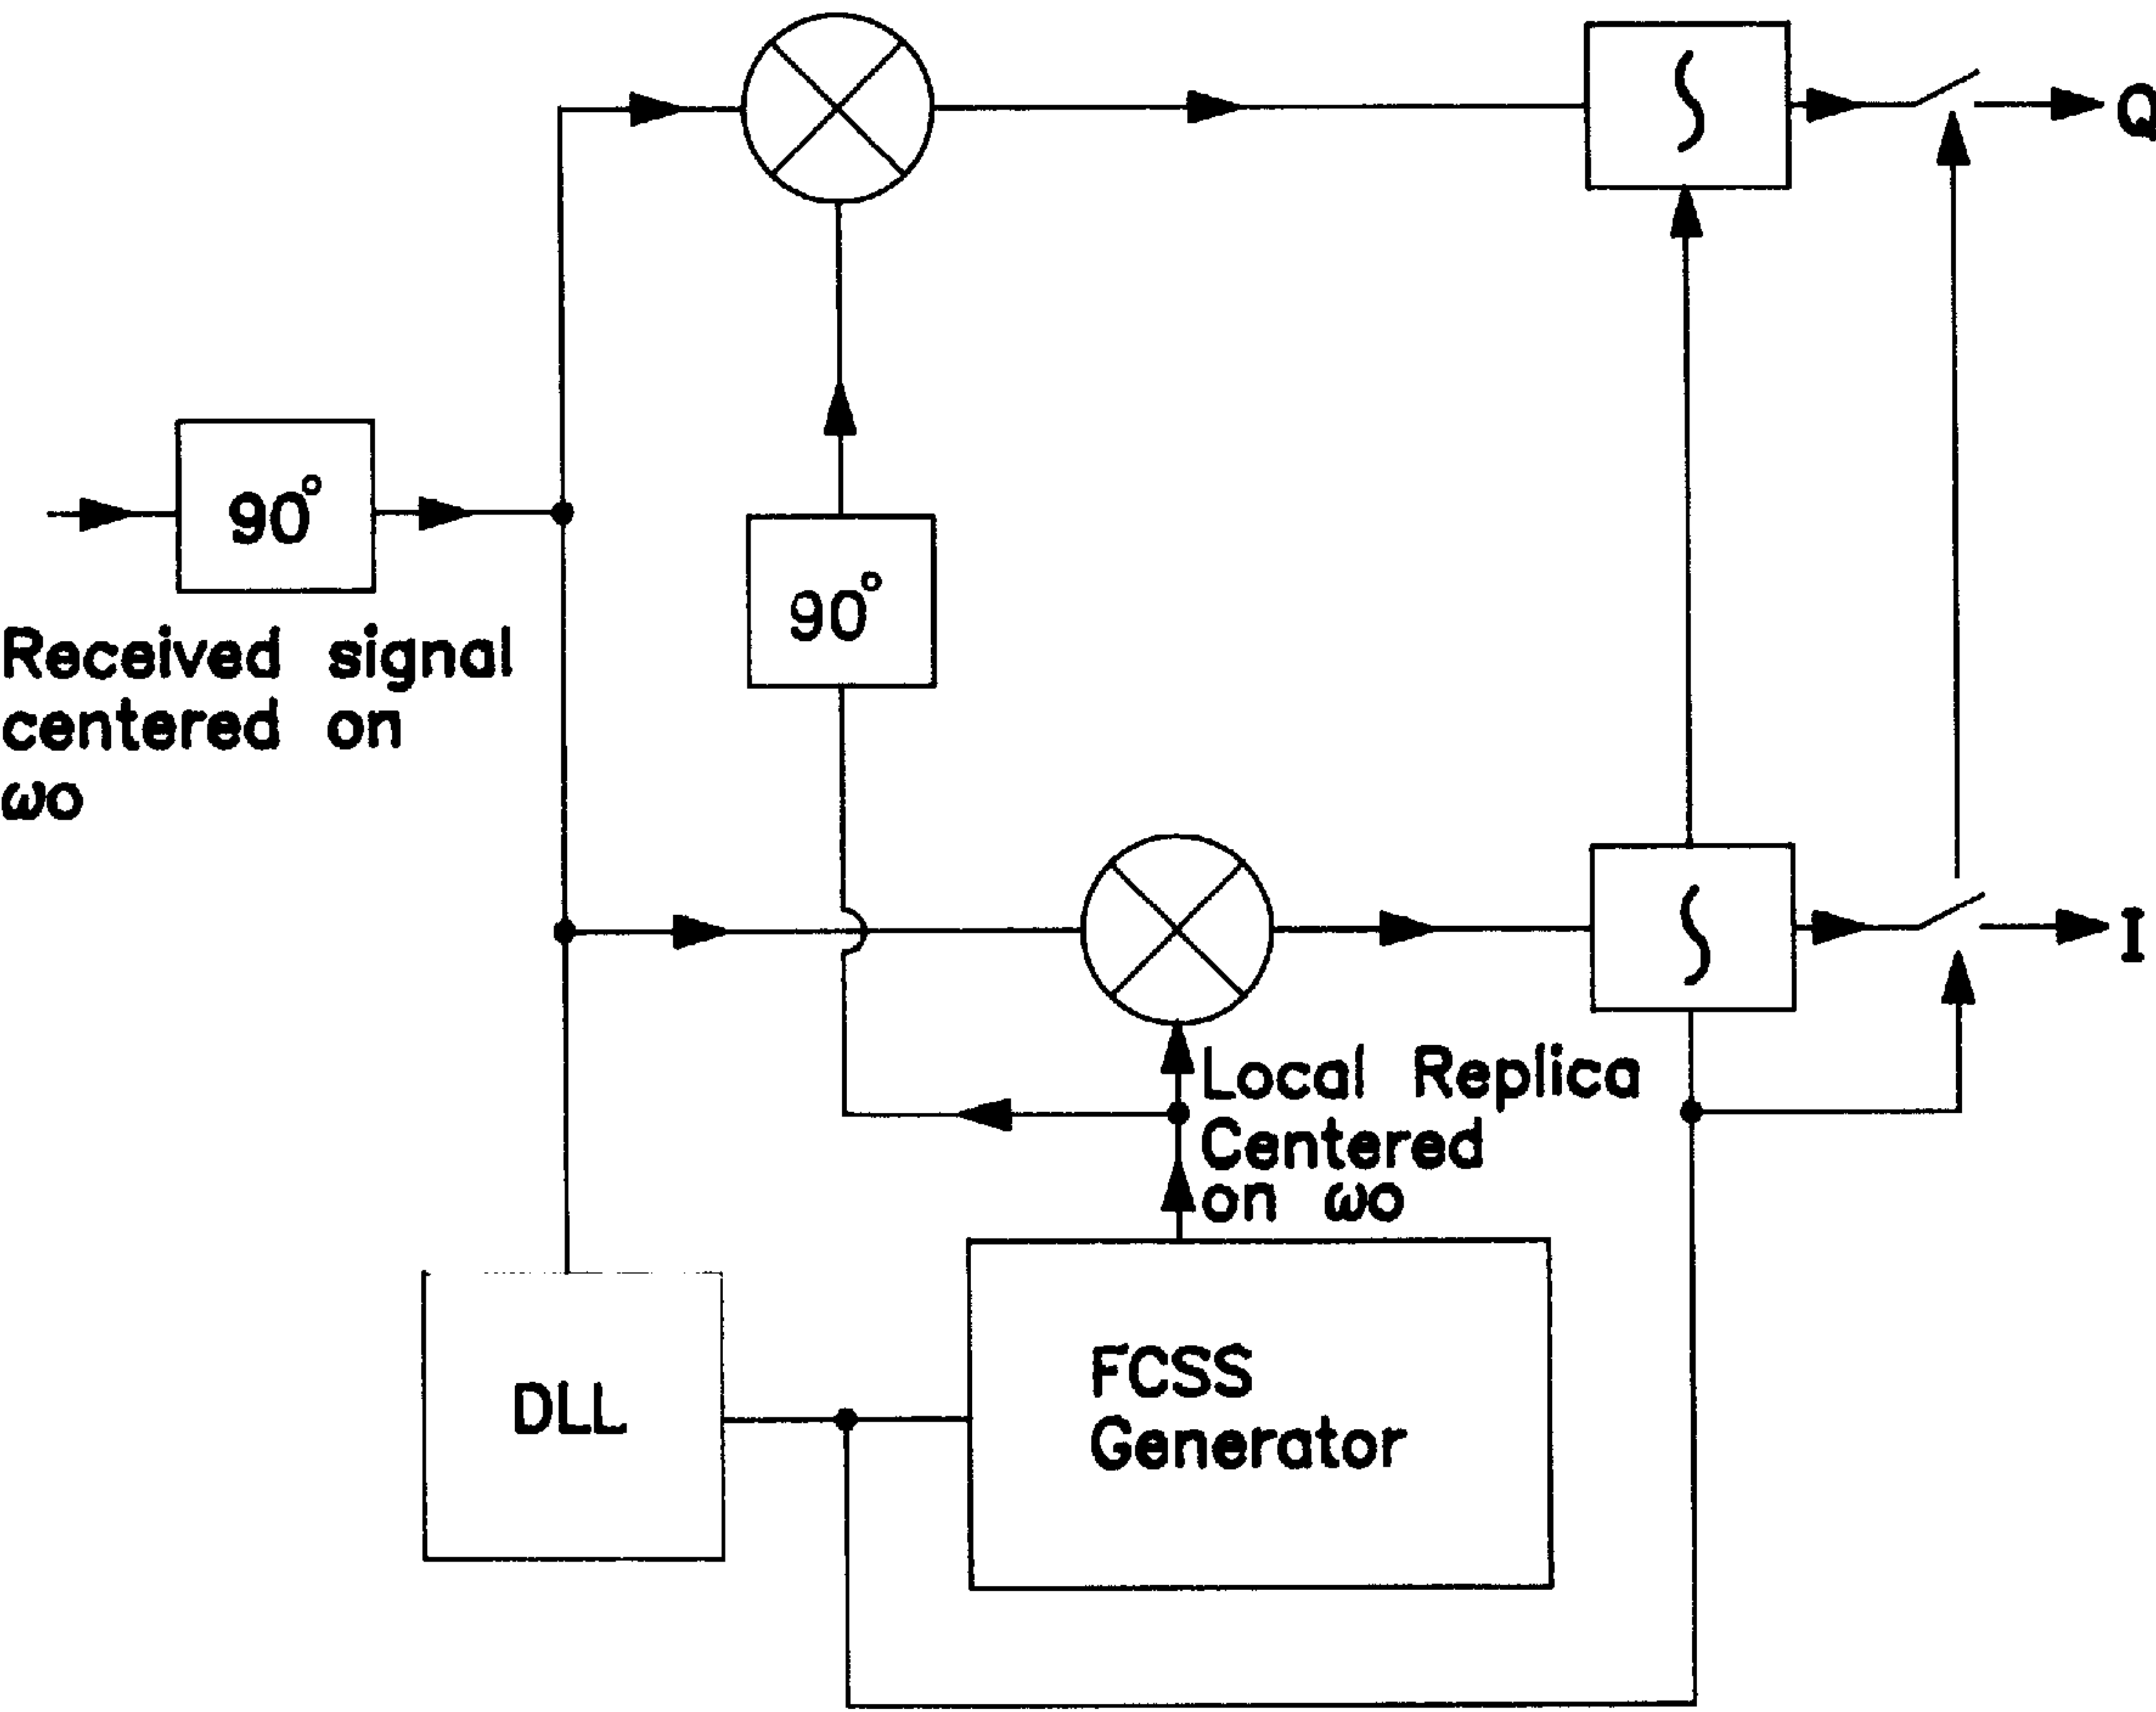 Q
90°
90°
Received signal
centered on
ωo
I
Local Replica
Centered
on ωo
FCSS
Generator
DLL